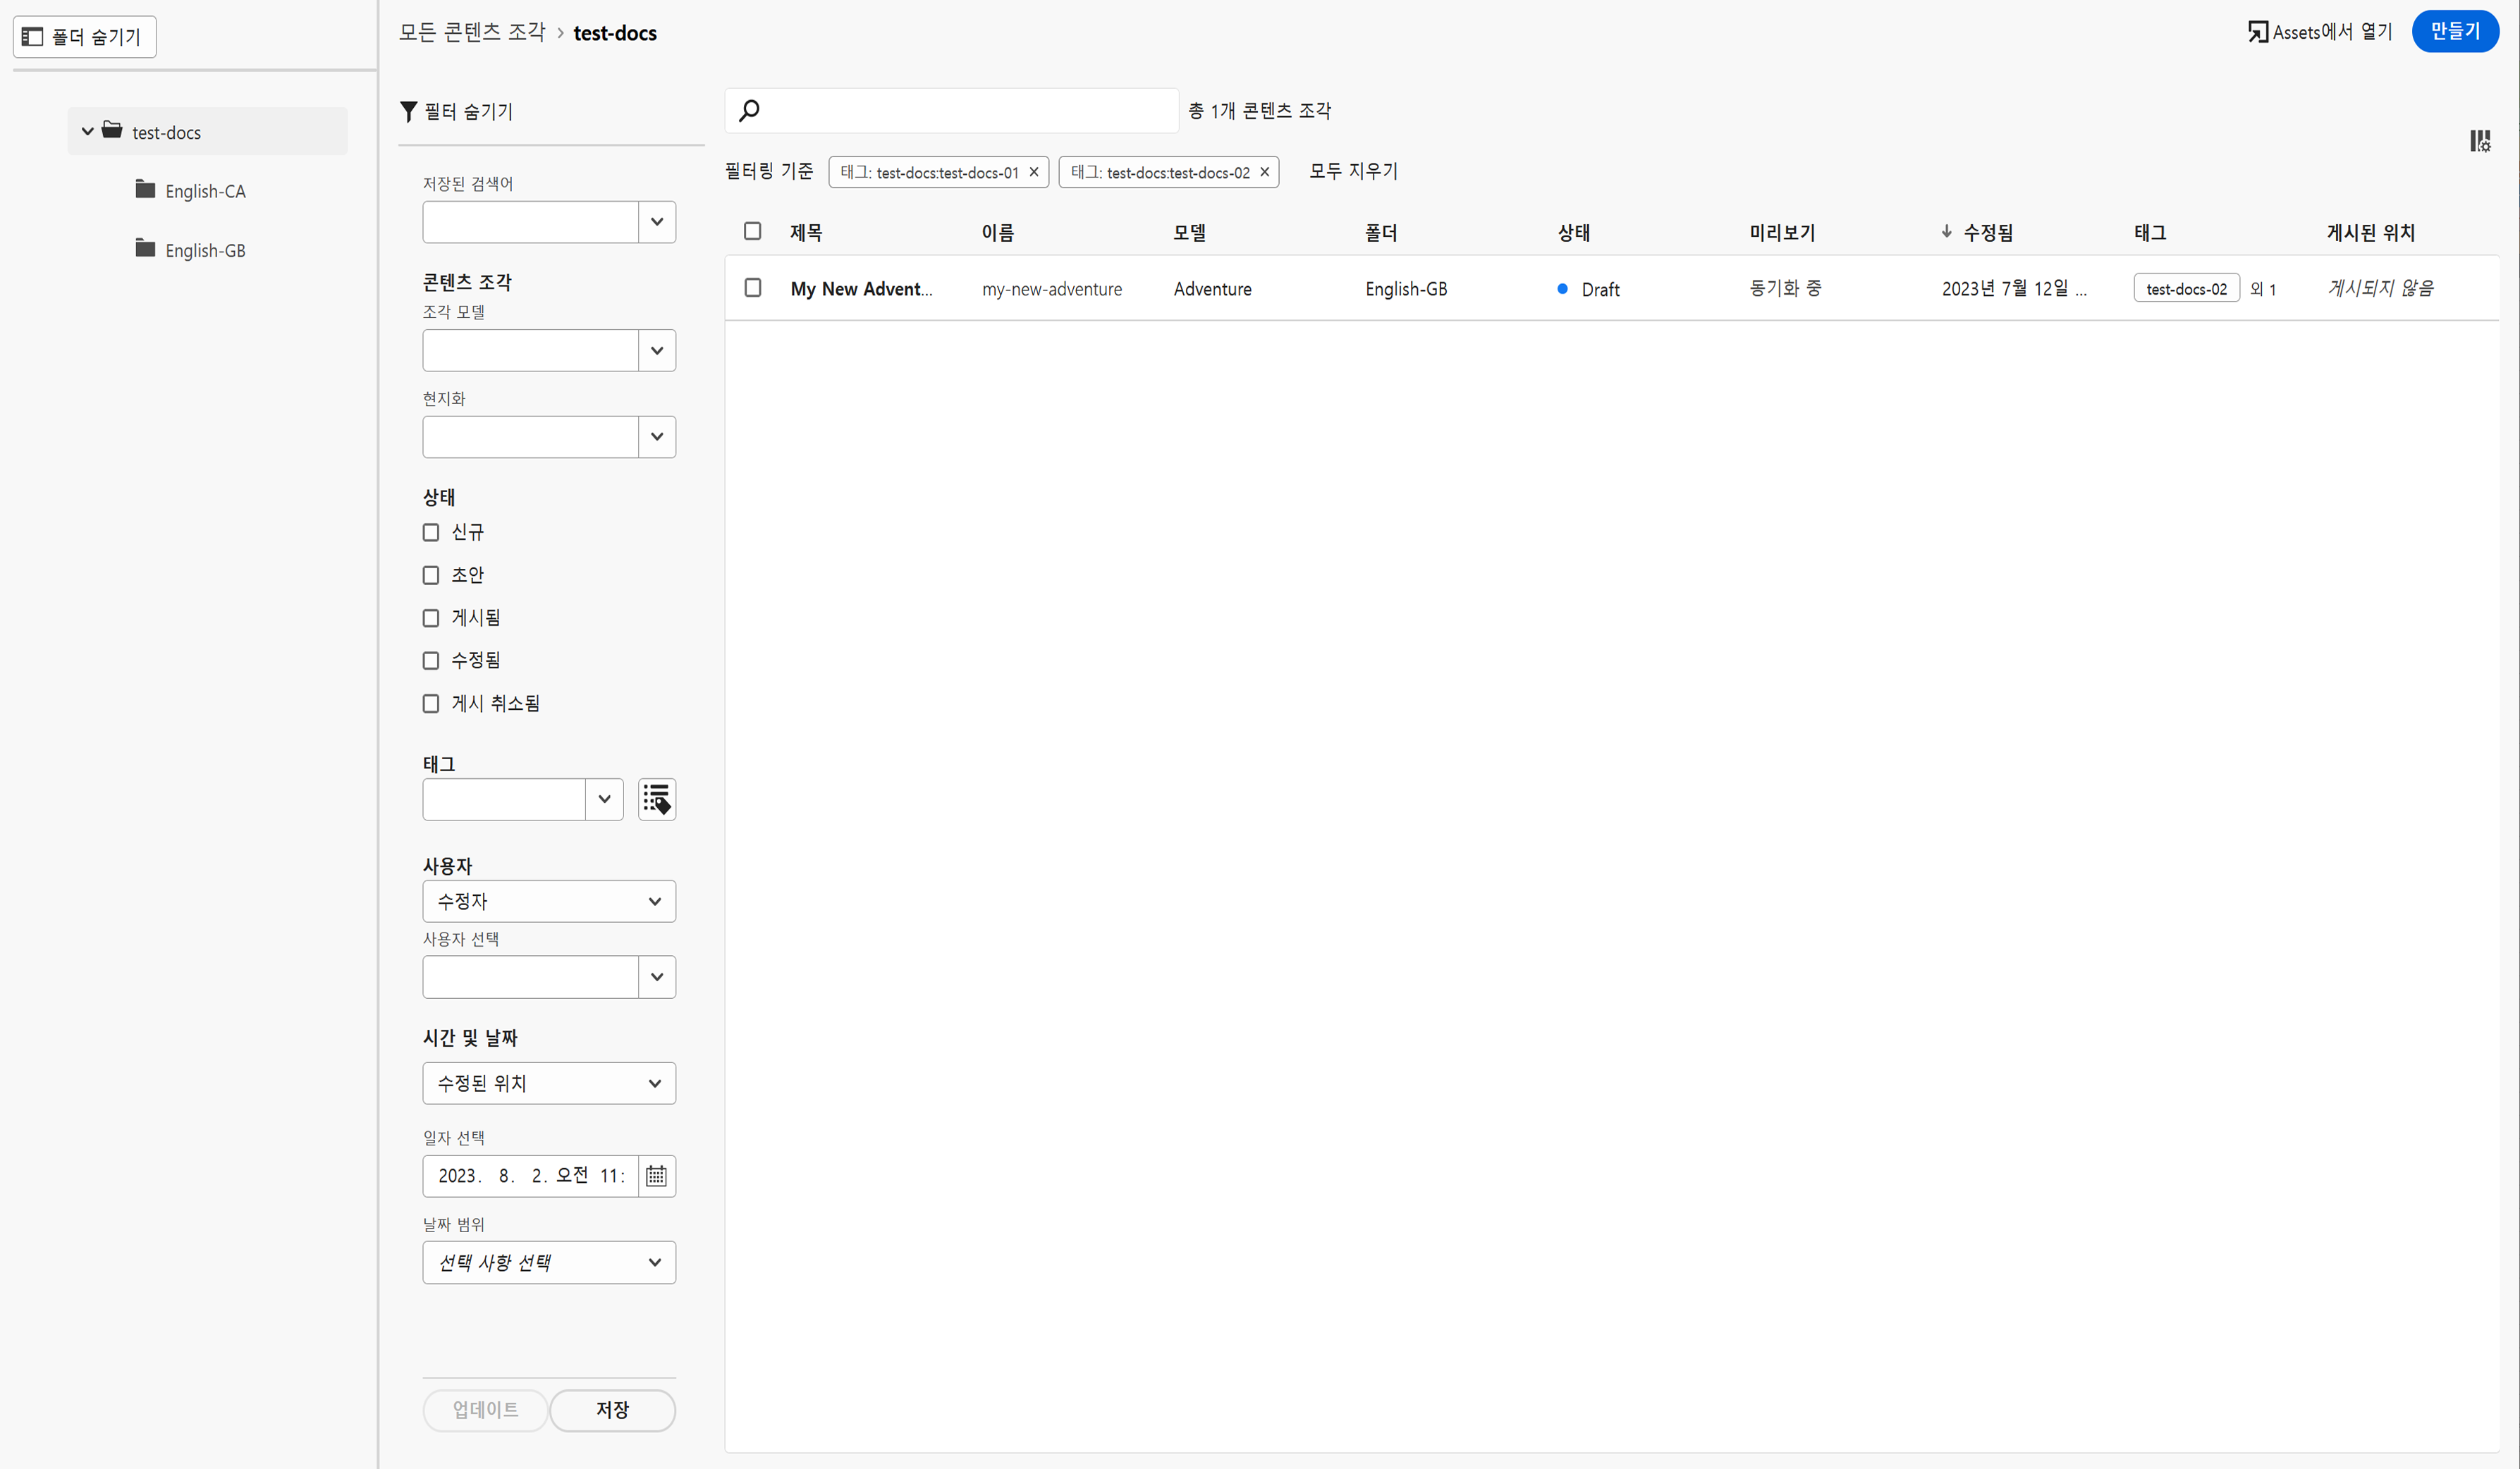 폴더 숨기기
test-docs
English-CA
English-GB
모든 콘텐츠 조각 › test-docs
Assets에서 열기
만들기
필터 숨기기
저장된 검색어
콘텐츠 조각
조각 모델
현지화
상태
신규
초안
게시됨
수정됨
게시 취소됨
태그
사용자
수정자
사용자 선택
시간 및 날짜
수정된 위치
일자 선택
2023. 8. 2. 오전 11:
날짜 범위
선택 사항 선택
업데이트 저장
총 1개 콘텐츠 조각
필터링 기준 태그: test-docs:test-docs-01 태그: test-docs:test-docs-02 모두 지우기
제목 이름 모델 폴더 상태 미리보기 수정됨 태그 게시된 위치
My New Advent... my-new-adventure Adventure English-GB Draft 동기화 중 2023년 7월 12일 ... test-docs-02 외 1 게시되지 않음